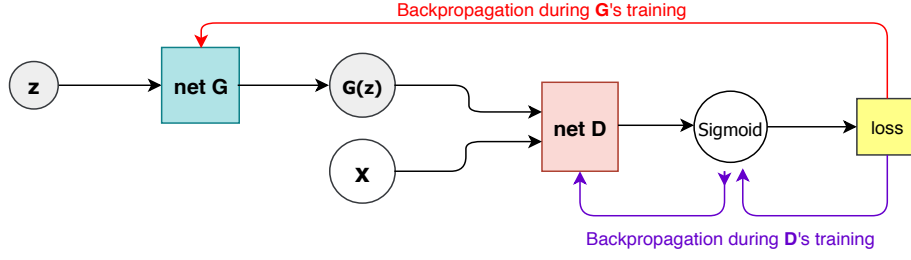 Backpropagation during G's training
z
net G
G(z)
X
net D
Sigmoid
loss
Backpropagation during D's training